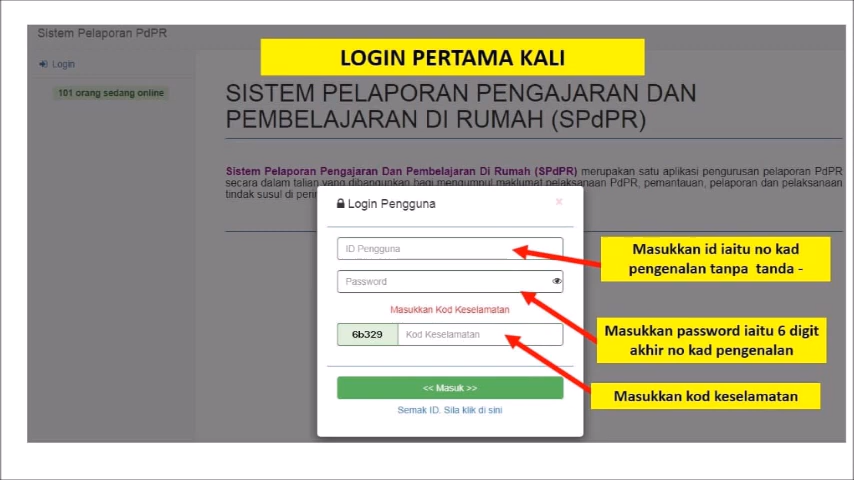 Sistem Pelaporan PdPR
LOGIN PERTAMA KALI
Login
101 orang sedang online
SISTEM PELAPORAN PENGAJARAN DAN
PEMBELAJARAN DI RUMAH (SPdPR)
Sistem Pelaporan Pengajaran Dan Pembelajaran Di Rumah (SPdPR) merupakan satu aplikasi pengurusan pelaporan PdPR
secara dalam talian yang dibangunkan bagi mengumpul maklumat pelaksanaan PdPR, pemantauan, pelaporan dan pelaksanaan
tindak susul di
Login Pengguna
×
ID Pengguna
Masukkan id iaitu no kad
pengenalan tanpa tanda -
Password
Masukkan Kod Keselamatan
6b329 Kod Keselamatan
Masukkan password iaitu 6 digit
akhir no kad pengenalan
<< Masuk >>
Masukkan kod keselamatan
Semak ID. Sila klik di sini